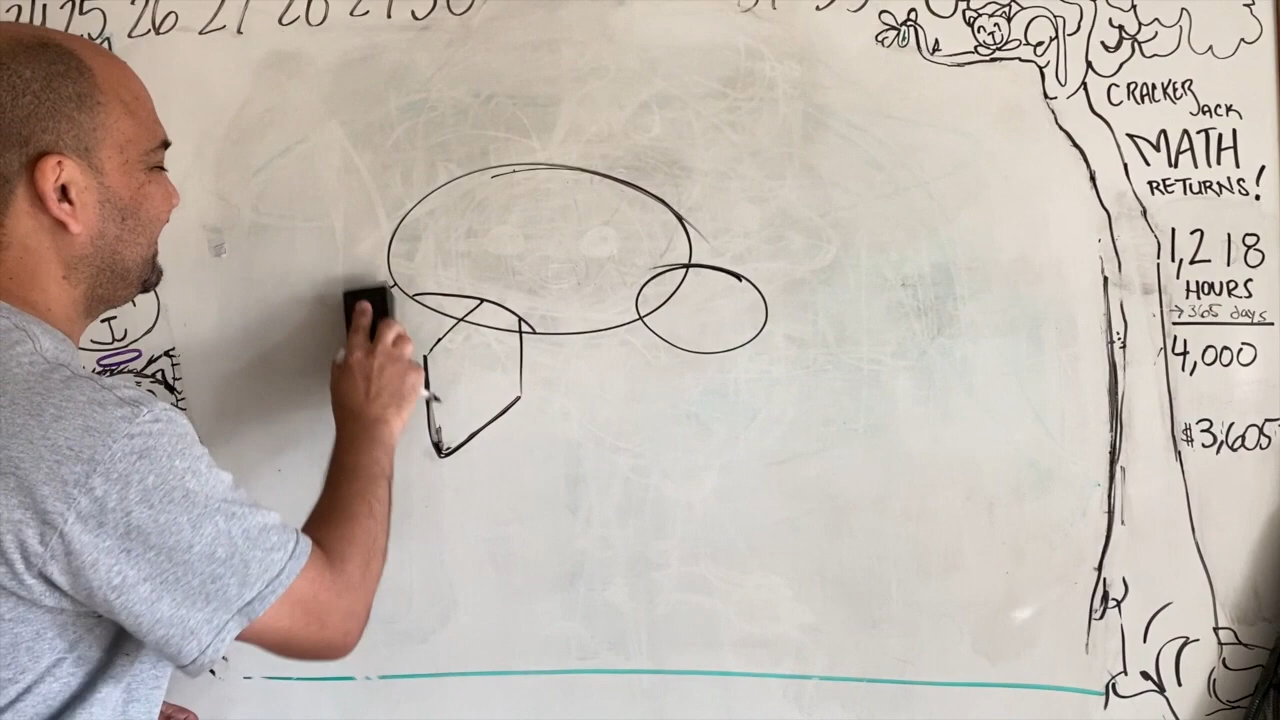 25 26 27 28 29 30
CRACKER
JACK
MATH
RETURNS!
1,218
HOURS
→365 days
4,000
$3,605